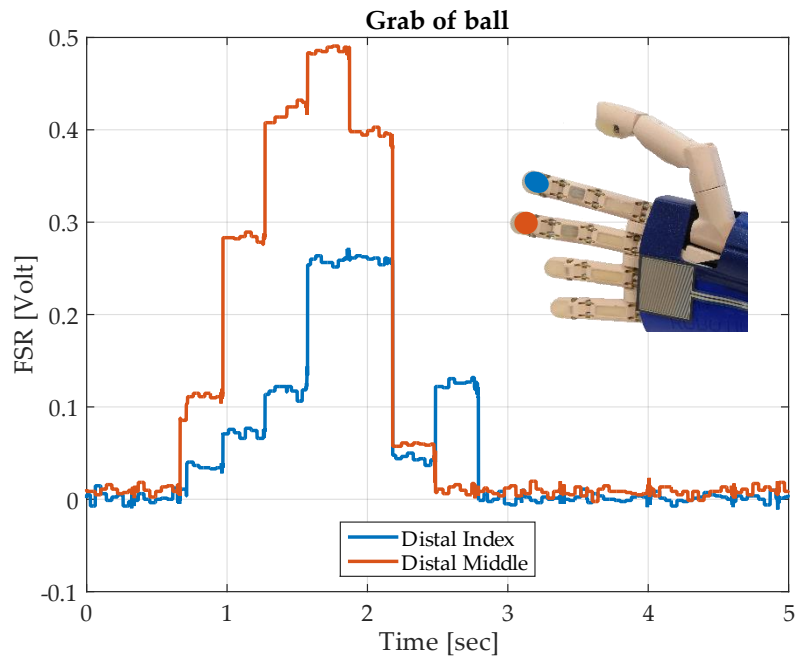 Grab of ball
FSR [Volt]
0.5
0.4
0.3
0.2
0.1
0
-0.1
0
1
2
3
4
5
Time [sec]
Distal Index
Distal Middle